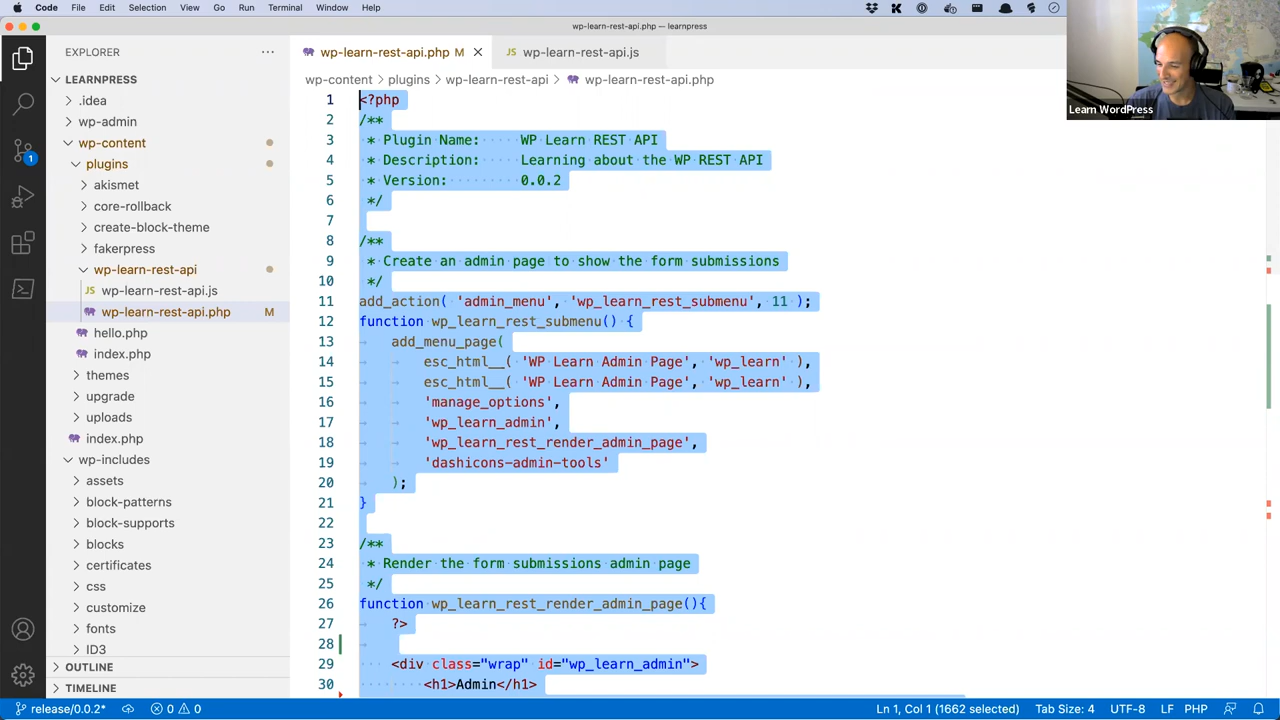 Code File Edit Selection View Go Run Terminal Window Help
wp-learn-rest-api.php — learnpress
Learn WordPress
EXPLORER
LEARNPRESS
.idea
wp-admin
wp-content
plugins
akismet
core-rollback
create-block-theme
fakerpress
wp-learn-rest-api
wp-learn-rest-api.js
wp-learn-rest-api.php M
hello.php
index.php
themes
upgrade
uploads
index.php
wp-includes
assets
block-patterns
block-supports
blocks
certificates
css
customize
fonts
ID3
OUTLINE
TIMELINE
1
wp-learn-rest-api.php M
JS wp-learn-rest-api.js
wp-content > plugins > wp-learn-rest-api > wp-learn-rest-api.php
1 <?php
2 /**
3  * Plugin Name:     WP Learn REST API
4  * Description:     Learning about the WP REST API
5  * Version:         0.0.2
6  */
7
8 /**
9  * Create an admin page to show the form submissions
10  */
11 add_action( 'admin_menu', 'wp_learn_rest_submenu', 11 );
12 function wp_learn_rest_submenu() {
13     add_menu_page(
14         esc_html__( 'WP Learn Admin Page', 'wp_learn' ),
15         esc_html__( 'WP Learn Admin Page', 'wp_learn' ),
16         'manage_options',
17         'wp_learn_admin',
18         'wp_learn_rest_render_admin_page',
19         'dashicons-admin-tools'
20     );
21 }
22
23 /**
24  * Render the form submissions admin page
25  */
26 function wp_learn_rest_render_admin_page(){
27     ?>
28
29     <div class="wrap" id="wp_learn_admin">
30         <h1>Admin</h1>
release/0.0.2* 0 0 Ln 1, Col 1 (1662 selected) Tab Size: 4 UTF-8 LF PHP